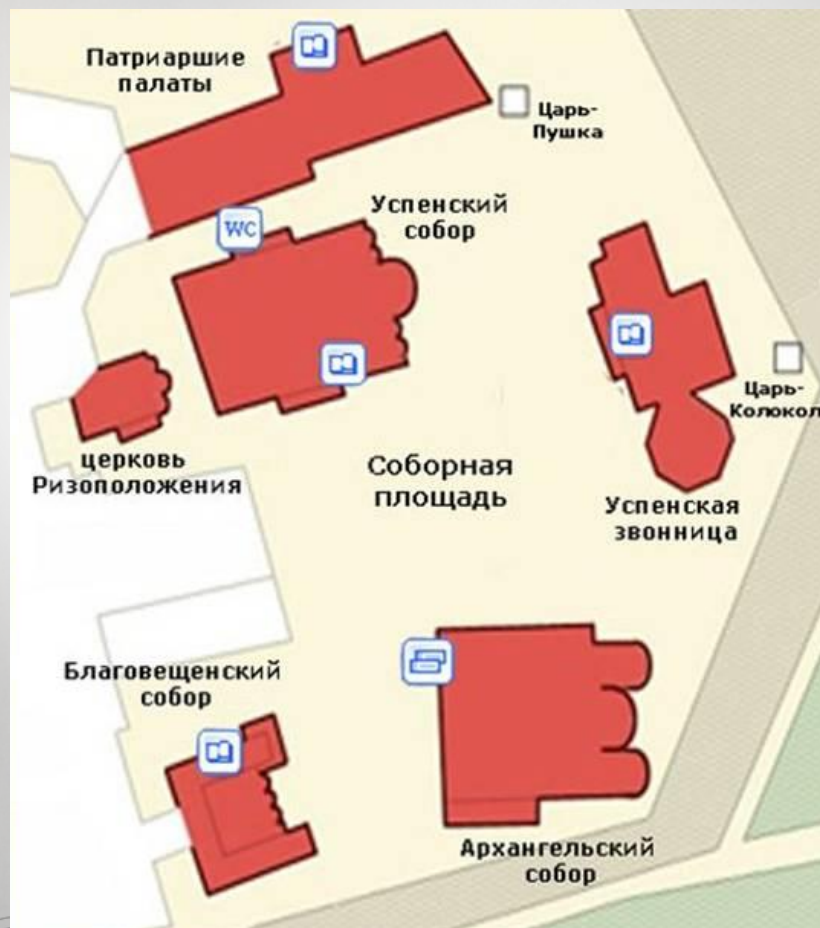 Патриаршие
палаты
Царь-
Пушка
Успенский
собор
WC
Царь-
Колокол
церковь
Ризоположения
Соборная
площадь
Успенская
звонница
Благовещенский
собор
Архангельский
собор